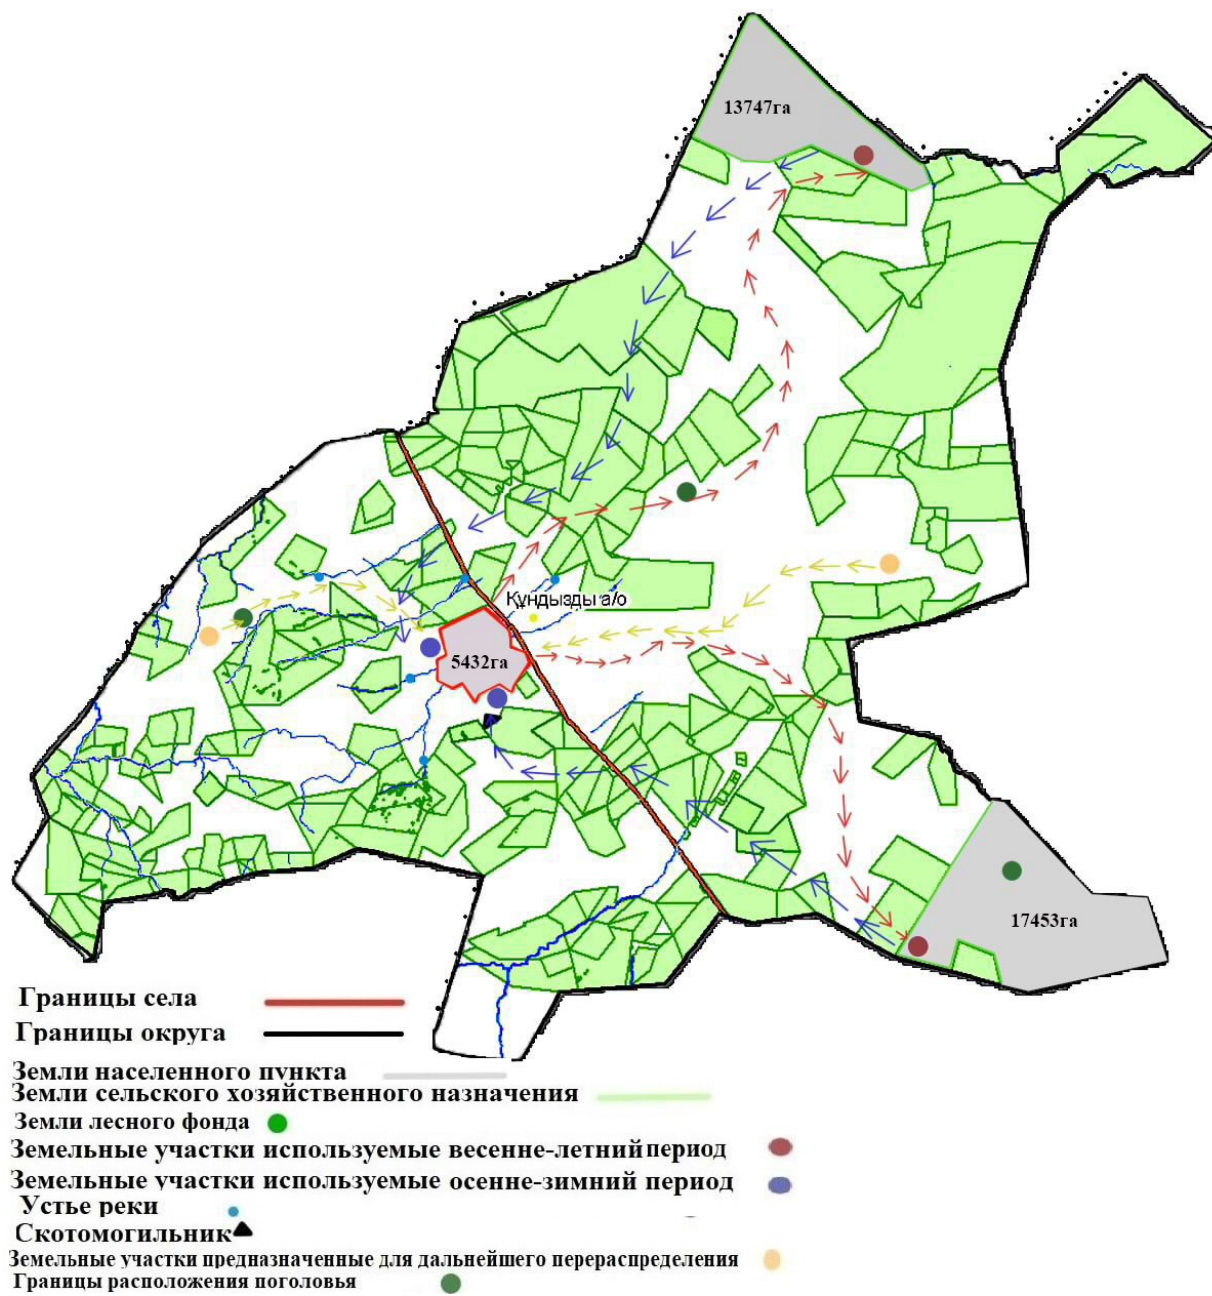 13747га
Құндызды а/о
5432га
17453га
Границы села
Границы округа
Земли населенного пункта
Земли сельского хозяйственного назначения
Земли лесного фонда
Земельные участки используемые весенне-летний период
Земельные участки используемые осенне-зимний период
Устье реки
Скотомогильник
Земельные участки предназначенные для дальнейшего перераспределения
Границы расположения поголовья